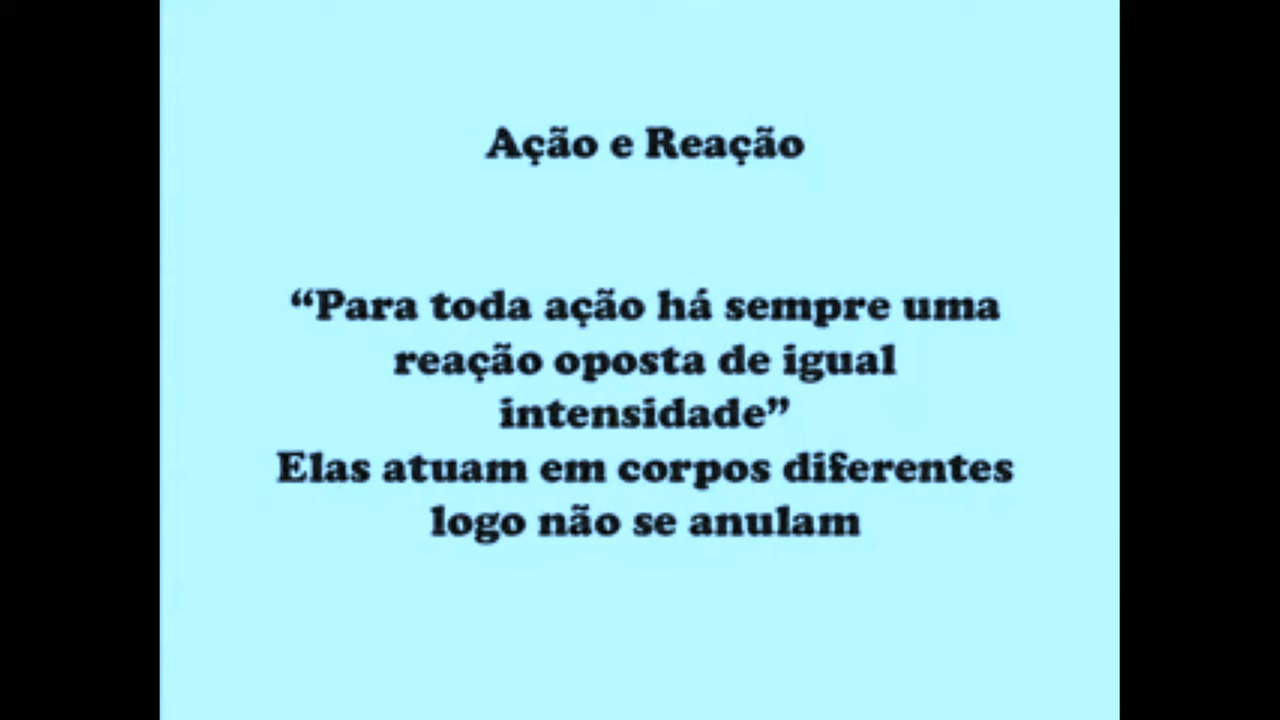 Ação e Reação
“Para toda ação há sempre uma
reação oposta de igual
intensidade”
Elas atuam em corpos diferentes
logo não se anulam